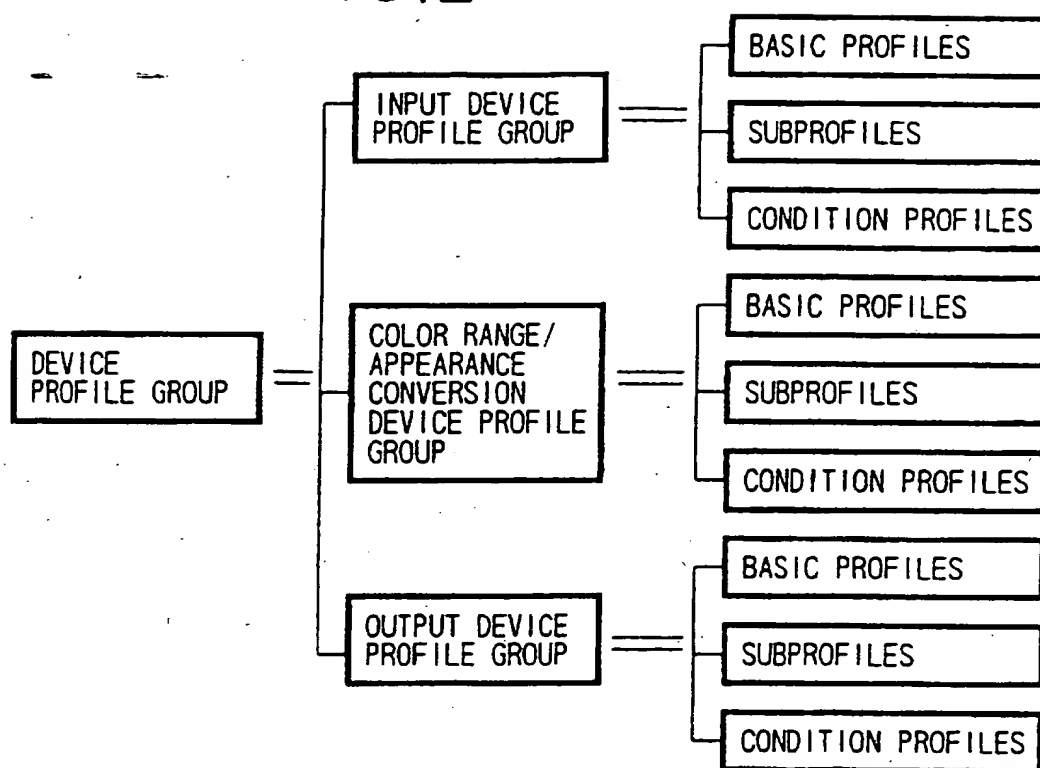 BASIC PROFILES
INPUT DEVICE
PROFILE GROUP
SUBPROFILES
CONDITION PROFILES
BASIC PROFILES
COLOR RANGE/
APPEARANCE
CONVERSION
DEVICE PROFILE
GROUP
DEVICE
PROFILE GROUP
SUBPROFILES
CONDITION PROFILES
BASIC PROFILES
OUTPUT DEVICE
PROFILE GROUP
SUBPROFILES
CONDITION PROFILES